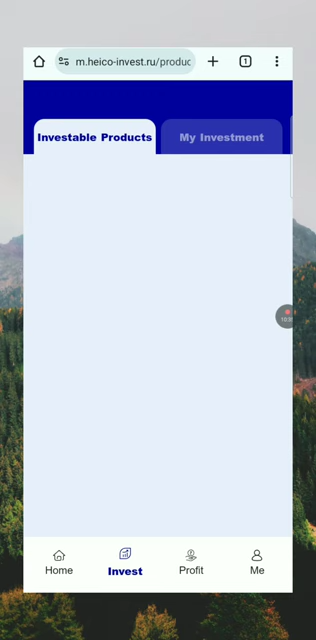 m.heico-invest.ru/produc
1
Investable Products
My Investment
Home
Invest
Profit
Me